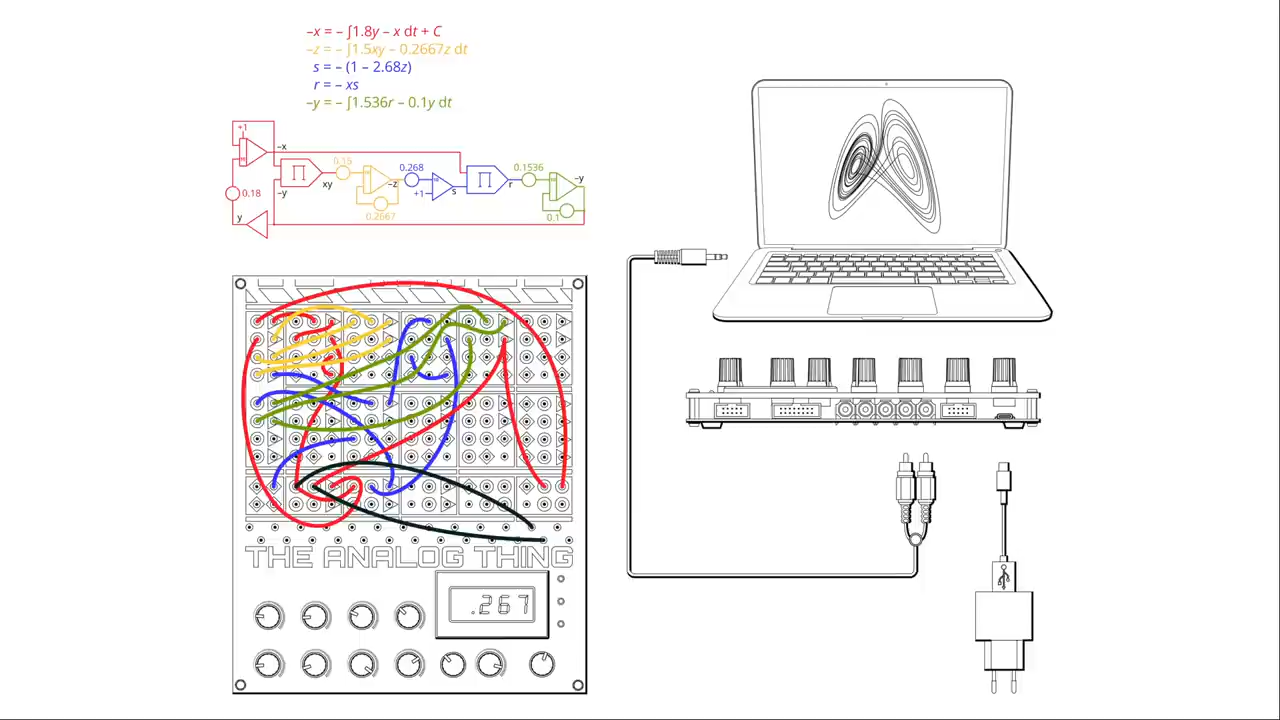 –x = – ∫1.8y – x dt + C
–z = – ∫1.5xy – 0.2667z dt
s = – (1 – 2.68z)
r = – xs
–y = – ∫1.536r – 0.1y dt
+1
–x
0.15
0.268
0.1536
–y
0.18
–y
xy
–z
+1
s
r
y
0.2667
0.1
THE ANALOG THING
.267